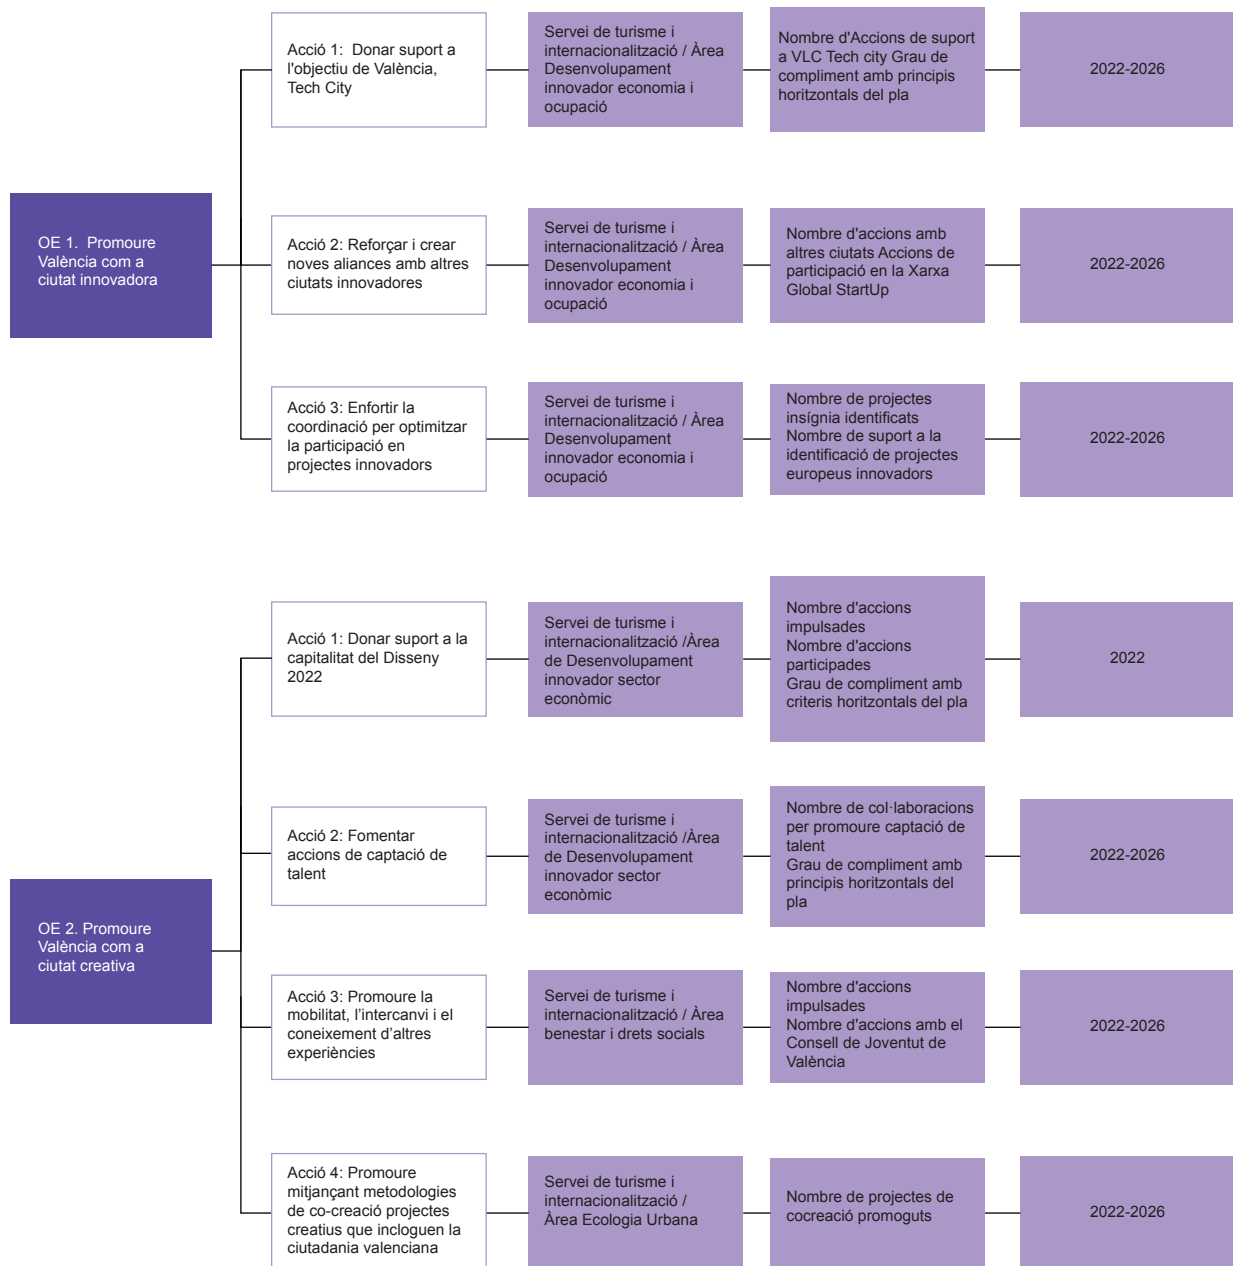 OE 1.  Promoure
València com a
ciutat innovadora
Acció 1:  Donar suport a
l'objectiu de València,
Tech City
Servei de turisme i
internacionalització / Àrea
Desenvolupament
innovador economia i
ocupació
Nombre d'Accions de suport
a VLC Tech city Grau de
compliment amb principis
horitzontals del pla
2022-2026
Acció 2: Reforçar i crear
noves aliances amb altres
ciutats innovadores
Servei de turisme i
internacionalització / Àrea
Desenvolupament
innovador economia i
ocupació
Nombre d'accions amb
altres ciutats Accions de
participació en la Xarxa
Global StartUp
2022-2026
Acció 3: Enfortir la
coordinació per optimitzar
la participació en
projectes innovadors
Servei de turisme i
internacionalització / Àrea
Desenvolupament
innovador economia i
ocupació
Nombre de projectes
insígnia identificats
Nombre de suport a la
identificació de projectes
europeus innovadors
2022-2026
OE 2. Promoure
València com a
ciutat creativa
Acció 1: Donar suport a la
capitalitat del Disseny
2022
Servei de turisme i
internacionalització /Àrea
de Desenvolupament
innovador sector
econòmic
Nombre d'accions
impulsades
Nombre d'accions
participades
Grau de compliment amb
criteris horitzontals del pla
2022
Acció 2: Fomentar
accions de captació de
talent
Servei de turisme i
internacionalització /Àrea
de Desenvolupament
innovador sector
econòmic
Nombre de col·laboracions
per promoure captació de
talent
Grau de compliment amb
principis horitzontals del
pla
2022-2026
Acció 3: Promoure la
mobilitat, l’intercanvi i el
coneixement d’altres
experiències
Servei de turisme i
internacionalització / Àrea
benestar i drets socials
Nombre d'accions
impulsades
Nombre d'accions amb el
Consell de Joventut de
València
2022-2026
Acció 4: Promoure
mitjançant metodologies
de co-creació projectes
creatius que incloguen la
ciutadania valenciana
Servei de turisme i
internacionalització /
Àrea Ecologia Urbana
Nombre de projectes de
cocreació promoguts
2022-2026